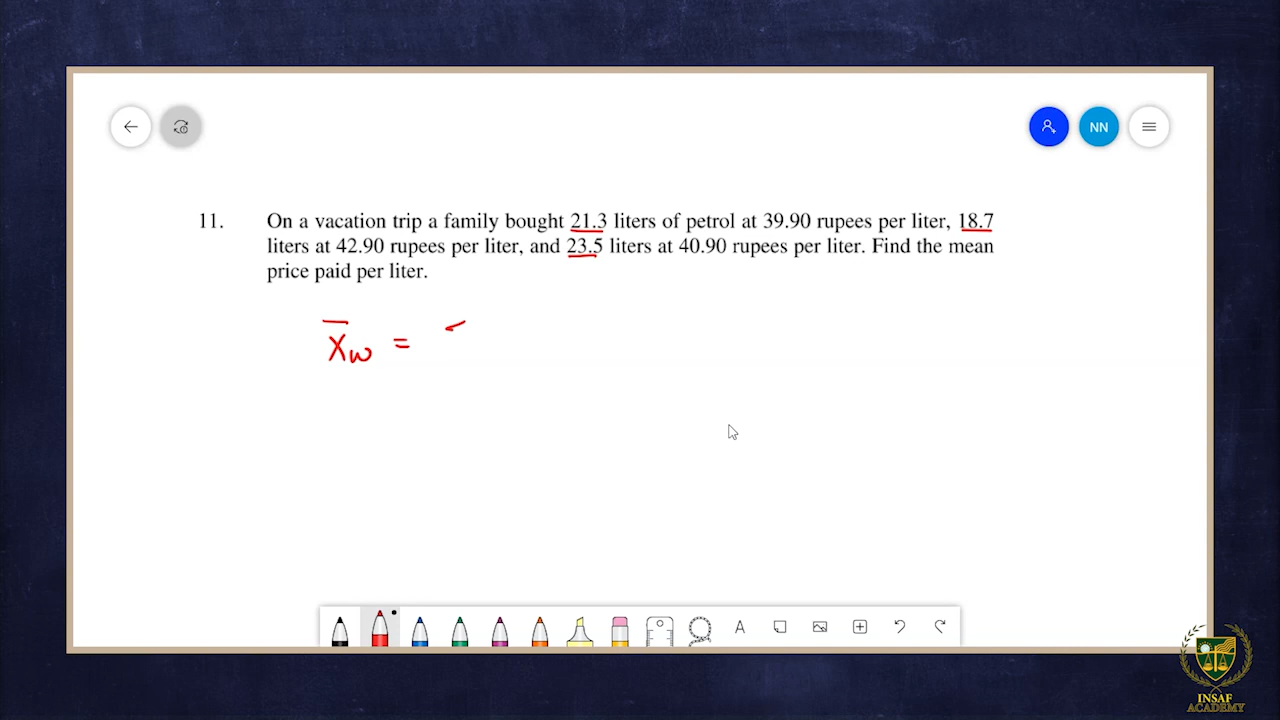 NN
11. On a vacation trip a family bought 21.3 liters of petrol at 39.90 rupees per liter, 18.7
liters at 42.90 rupees per liter, and 23.5 liters at 40.90 rupees per liter. Find the mean
price paid per liter.
x̄w =
A
INSAF
ACADEMY